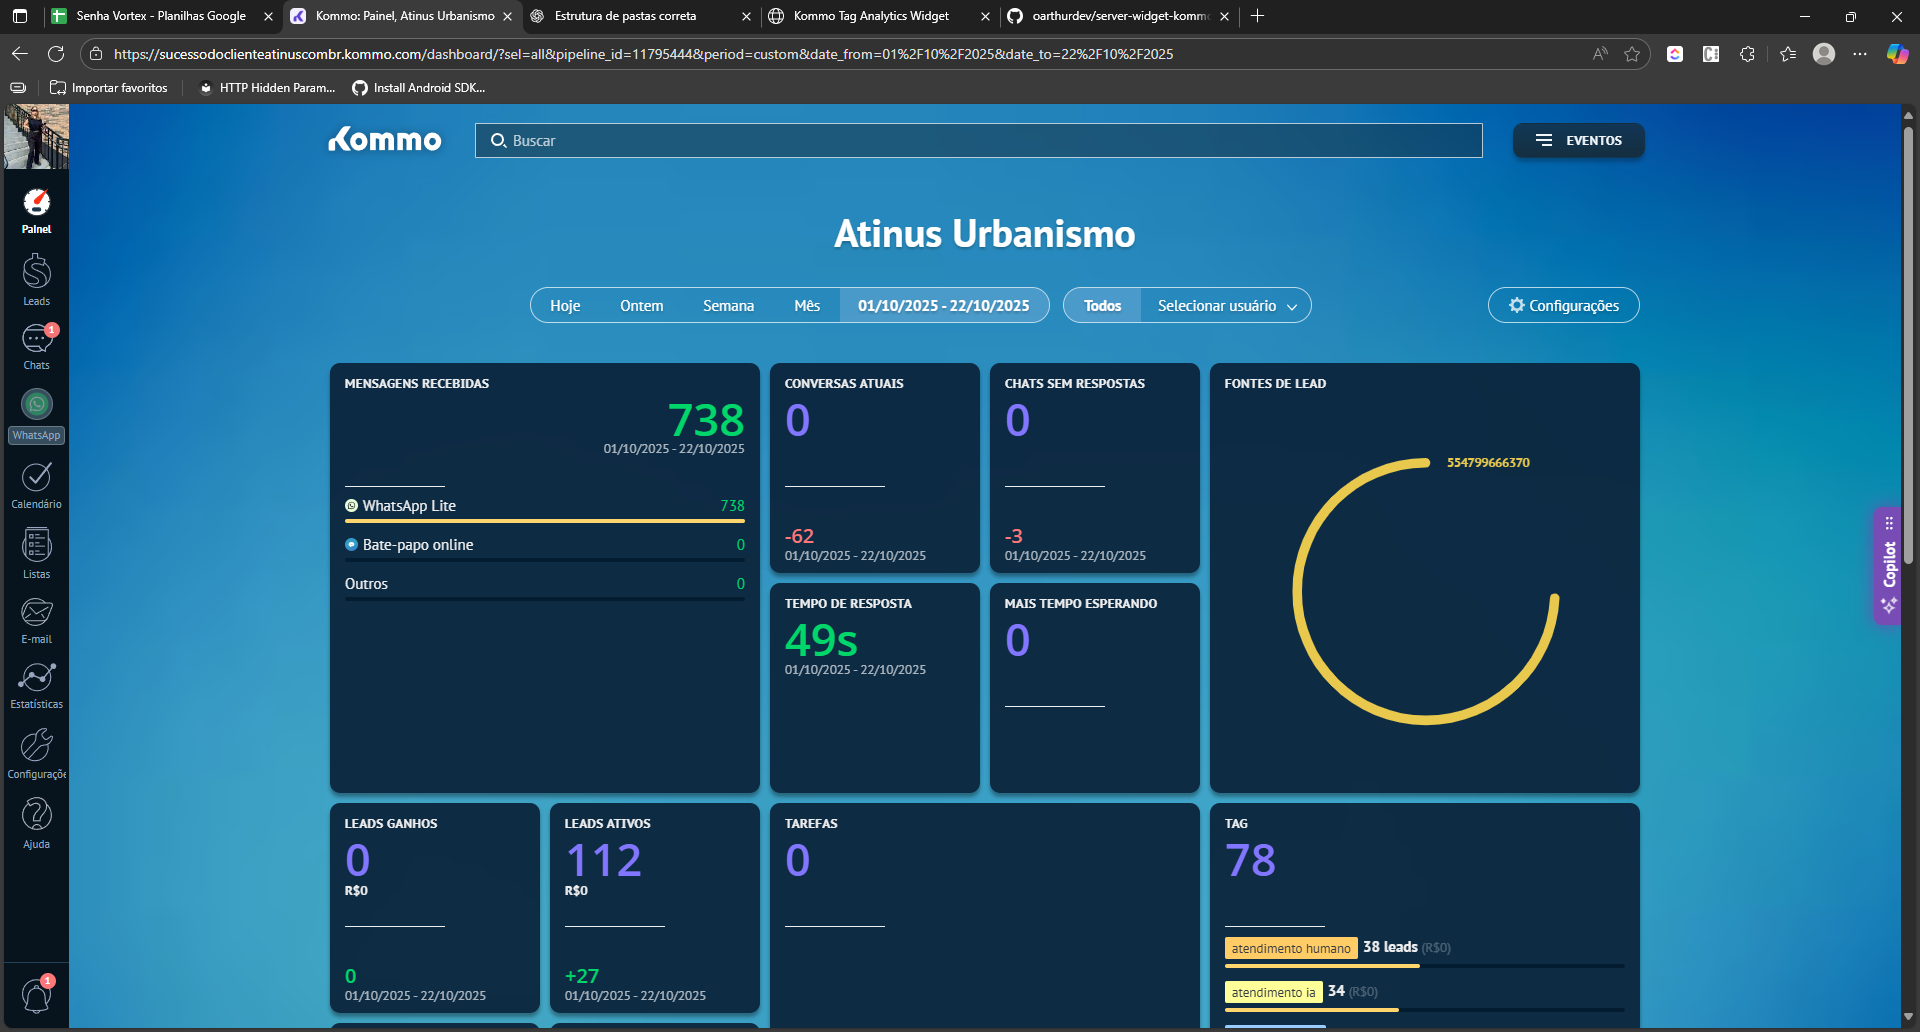 Senha Vortex - Planilhas Google
Kommo: Painel, Atinus Urbanismo
Estrutura de pastas correta
Kommo Tag Analytics Widget
oarthurdev/server-widget-kommo
https://sucessodoclienteatinuscombr.kommo.com/dashboard/?sel=all&pipeline_id=11795444&period=custom&date_from=01%2F10%2F2025&date_to=22%2F10%2F2025
Importar favoritos
HTTP Hidden Param...
Install Android SDK...
Kommo
Buscar
EVENTOS
Painel
Leads
1
Chats
WhatsApp
Calendário
Listas
E-mail
Estatísticas
Configuraçõe
Ajuda
1
Atinus Urbanismo
Hoje
Ontem
Semana
Mês
01/10/2025 - 22/10/2025
Todos
Selecionar usuário
Configurações
MENSAGENS RECEBIDAS
738
01/10/2025 - 22/10/2025
WhatsApp Lite 738
Bate-papo online 0
Outros 0
CONVERSAS ATUAIS
0
-62
01/10/2025 - 22/10/2025
CHATS SEM RESPOSTAS
0
-3
01/10/2025 - 22/10/2025
FONTES DE LEAD
554799666370
TEMPO DE RESPOSTA
49s
01/10/2025 - 22/10/2025
MAIS TEMPO ESPERANDO
0
Copilot
LEADS GANHOS
0
R$0
0
01/10/2025 - 22/10/2025
LEADS ATIVOS
112
R$0
+27
01/10/2025 - 22/10/2025
TAREFAS
0
TAG
78
atendimento humano 38 leads (R$0)
atendimento ia 34 (R$0)